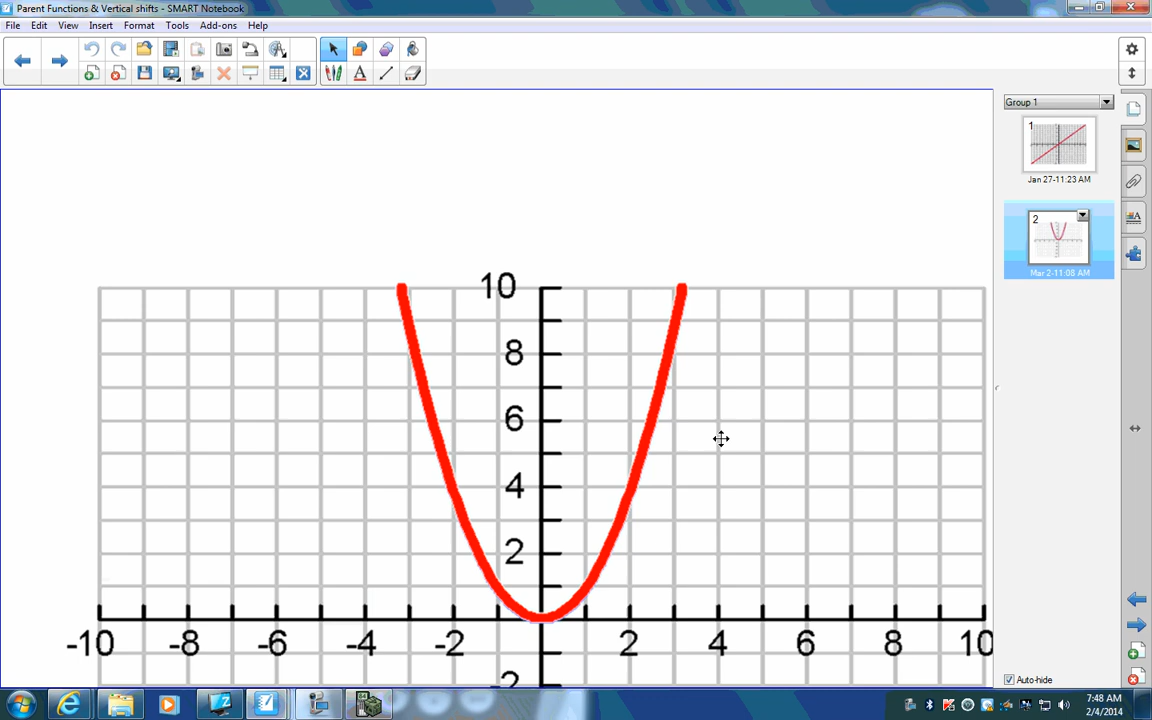 Parent Functions & Vertical shifts - SMART Notebook
File Edit View Insert Format Tools Add-ons Help
Group 1
1
Jan 27-11:23 AM
2
Mar 2-11:08 AM
10
8
6
4
2
-10 -8 -6 -4 -2 2 4 6 8 10
-2
Auto-hide
7:48 AM
2/4/2014